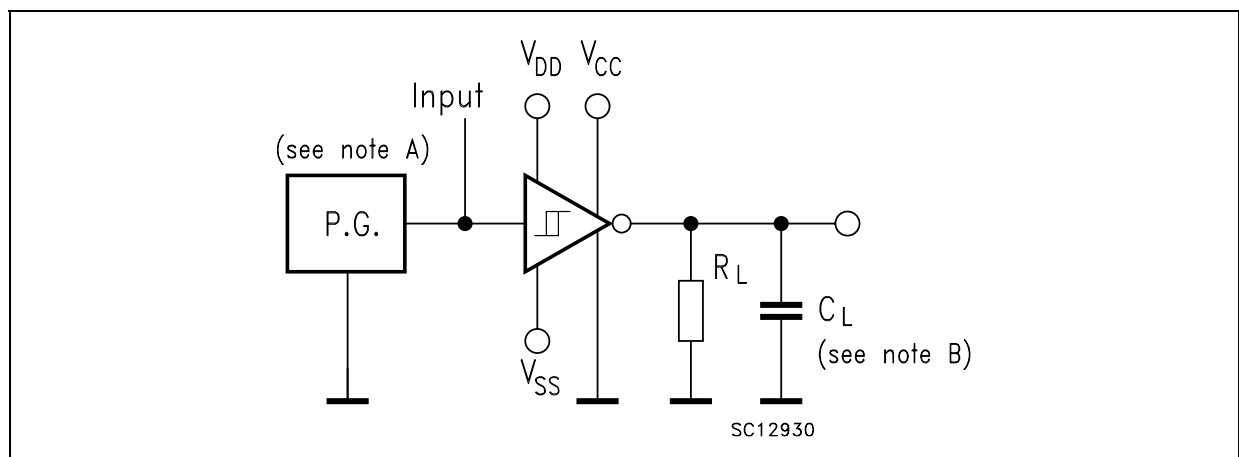 V_DD V_CC
Input
(see note A)
P.G.
R_L
C_L
(see note B)
V_SS
SC12930